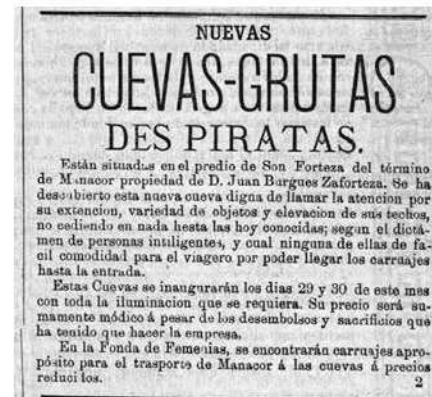 NUEVAS
CUEVAS-GRUTAS
DES PIRATAS.
Están situadas en el predio de Son Forteza del término
de Manacor propiedad de D. Juan Burgues Zaforteza. Se ha
descubierto esta nueva cueva digna de llamar la atencion por
su extencion, variedad de objetos y elevacion de sus techos,
no cediendo en nada hesta las hoy conocidas; segun el dictá-
men de personas intiligentes, y cual ninguna de ellas de fa-
cil comodidad para el viagero por poder llegar los carruajes
hasta la entrada.
Estas Cuevas se inaugurarán los dias 29 y 30 de este mes
con toda la iluminacion que se requiera. Su precio será su-
mamente módico á pesar de los desembolsos y sacrificios que
ha tenido que hacer la empresa.
En la Fonda de Femenias, se encontrarán carruajes apro-
pósito para el trasporte de Manacor á las cuevas á precios
reducilos.
2